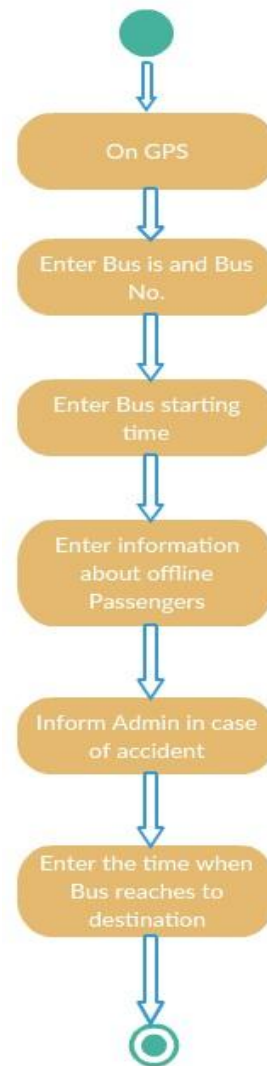 On GPS
Enter Bus is and Bus
No.
Enter Bus starting
time
Enter information
about offline
Passengers
Inform Admin in case
of accident
Enter the time when
Bus reaches to
destination